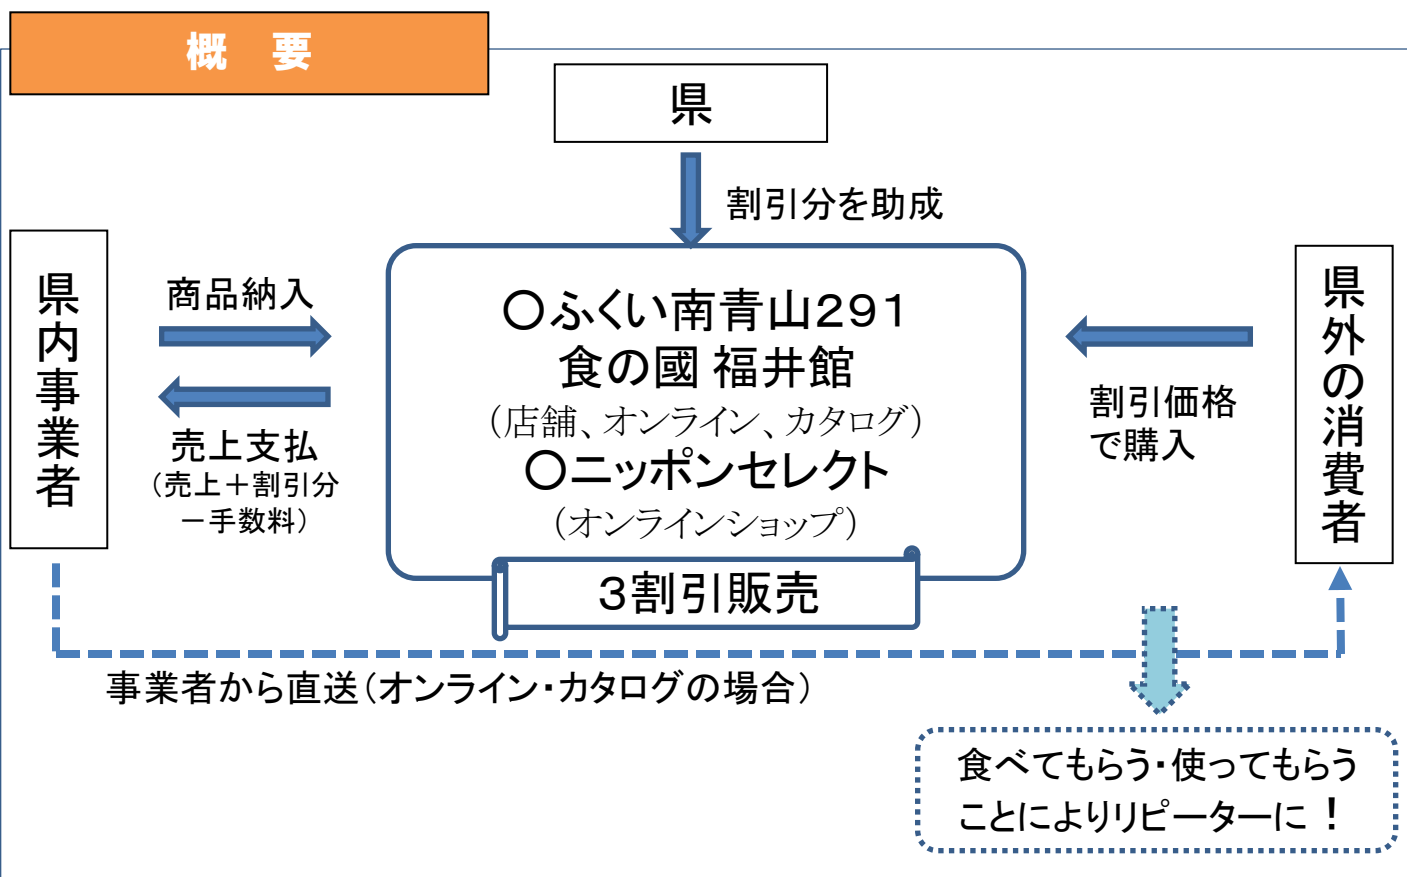 概　要
県
割引分を助成
県内事業者
商品納入
売上支払
（売上＋割引分
－手数料）
○ふくい南青山２９１
食の國 福井館
（店舗、オンライン、カタログ）
○ニッポンセレクト
（オンラインショップ）
３割引販売
割引価格
で購入
県外の消費者
事業者から直送（オンライン・カタログの場合）
食べてもらう・使ってもらう
ことによりリピーターに！